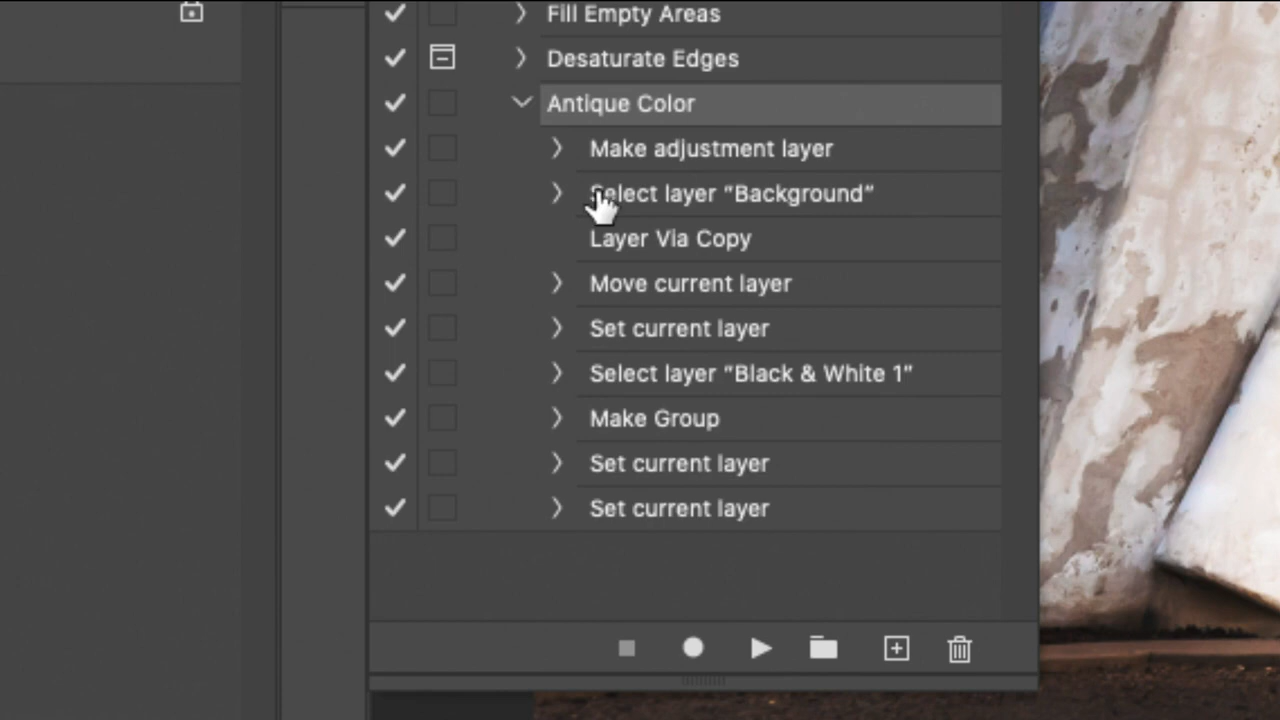 Fill Empty Areas
Desaturate Edges
Antique Color
Make adjustment layer
Select layer “Background”
Layer Via Copy
Move current layer
Set current layer
Select layer “Black & White 1”
Make Group
Set current layer
Set current layer